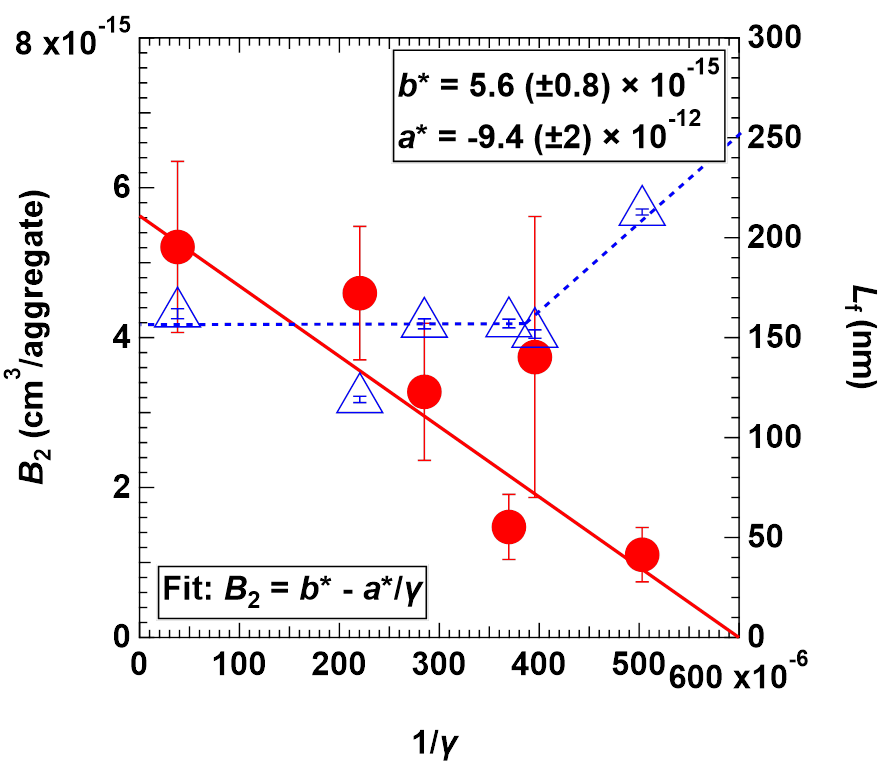 8 x10⁻¹⁵
6
4
2
0
B₂ (cm³/aggregate)
b* = 5.6 (±0.8) × 10⁻¹⁵
a* = -9.4 (±2) × 10⁻¹²
Fit: B₂ = b* - a*/γ
300
250
200
150
100
50
0
L_f (nm)
0 100 200 300 400 500 600 x10⁻⁶
1/γ